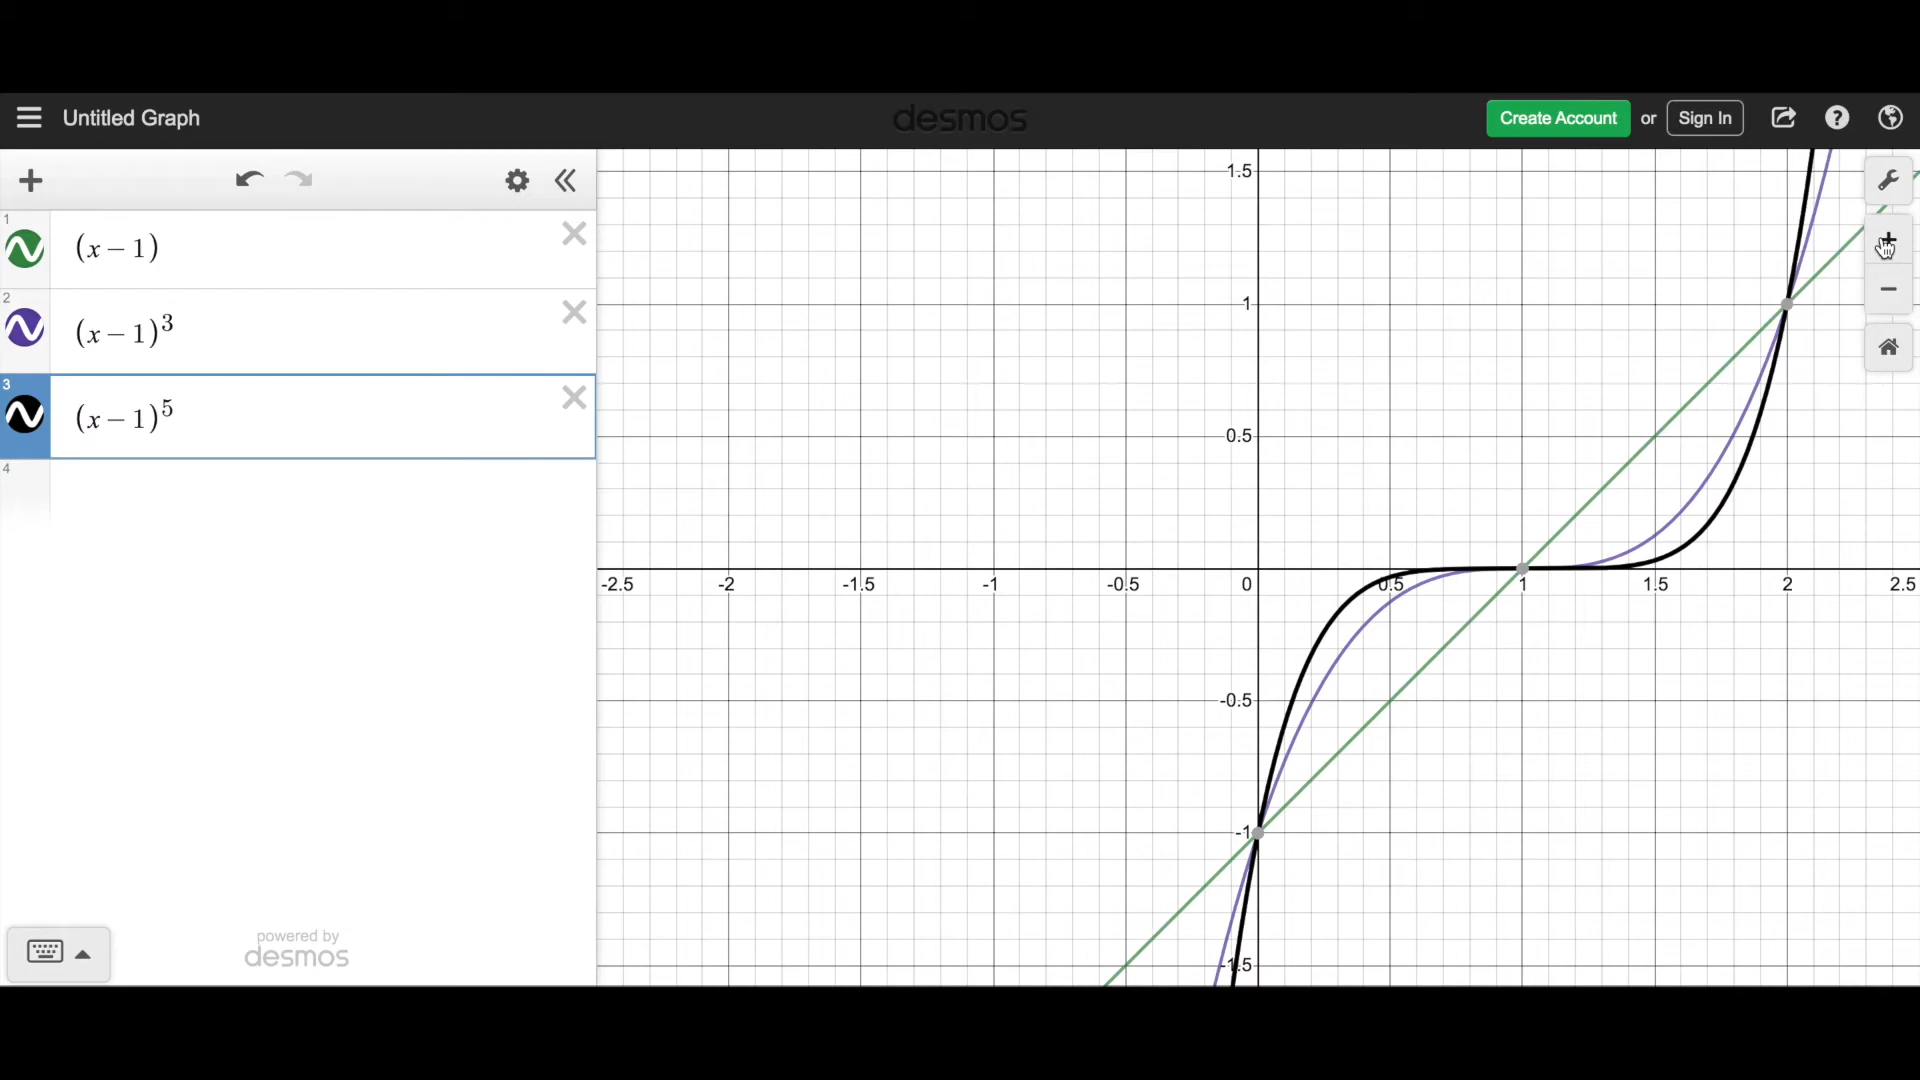 Untitled Graph
desmos
Create Account or Sign In
1
(x − 1)
2
(x − 1)^3
3
(x − 1)^5
4
powered by
desmos
1.5
1
0.5
-2.5 -2 -1.5 -1 -0.5 0 0.5 1 1.5 2 2.5
-0.5
-1
-1.5